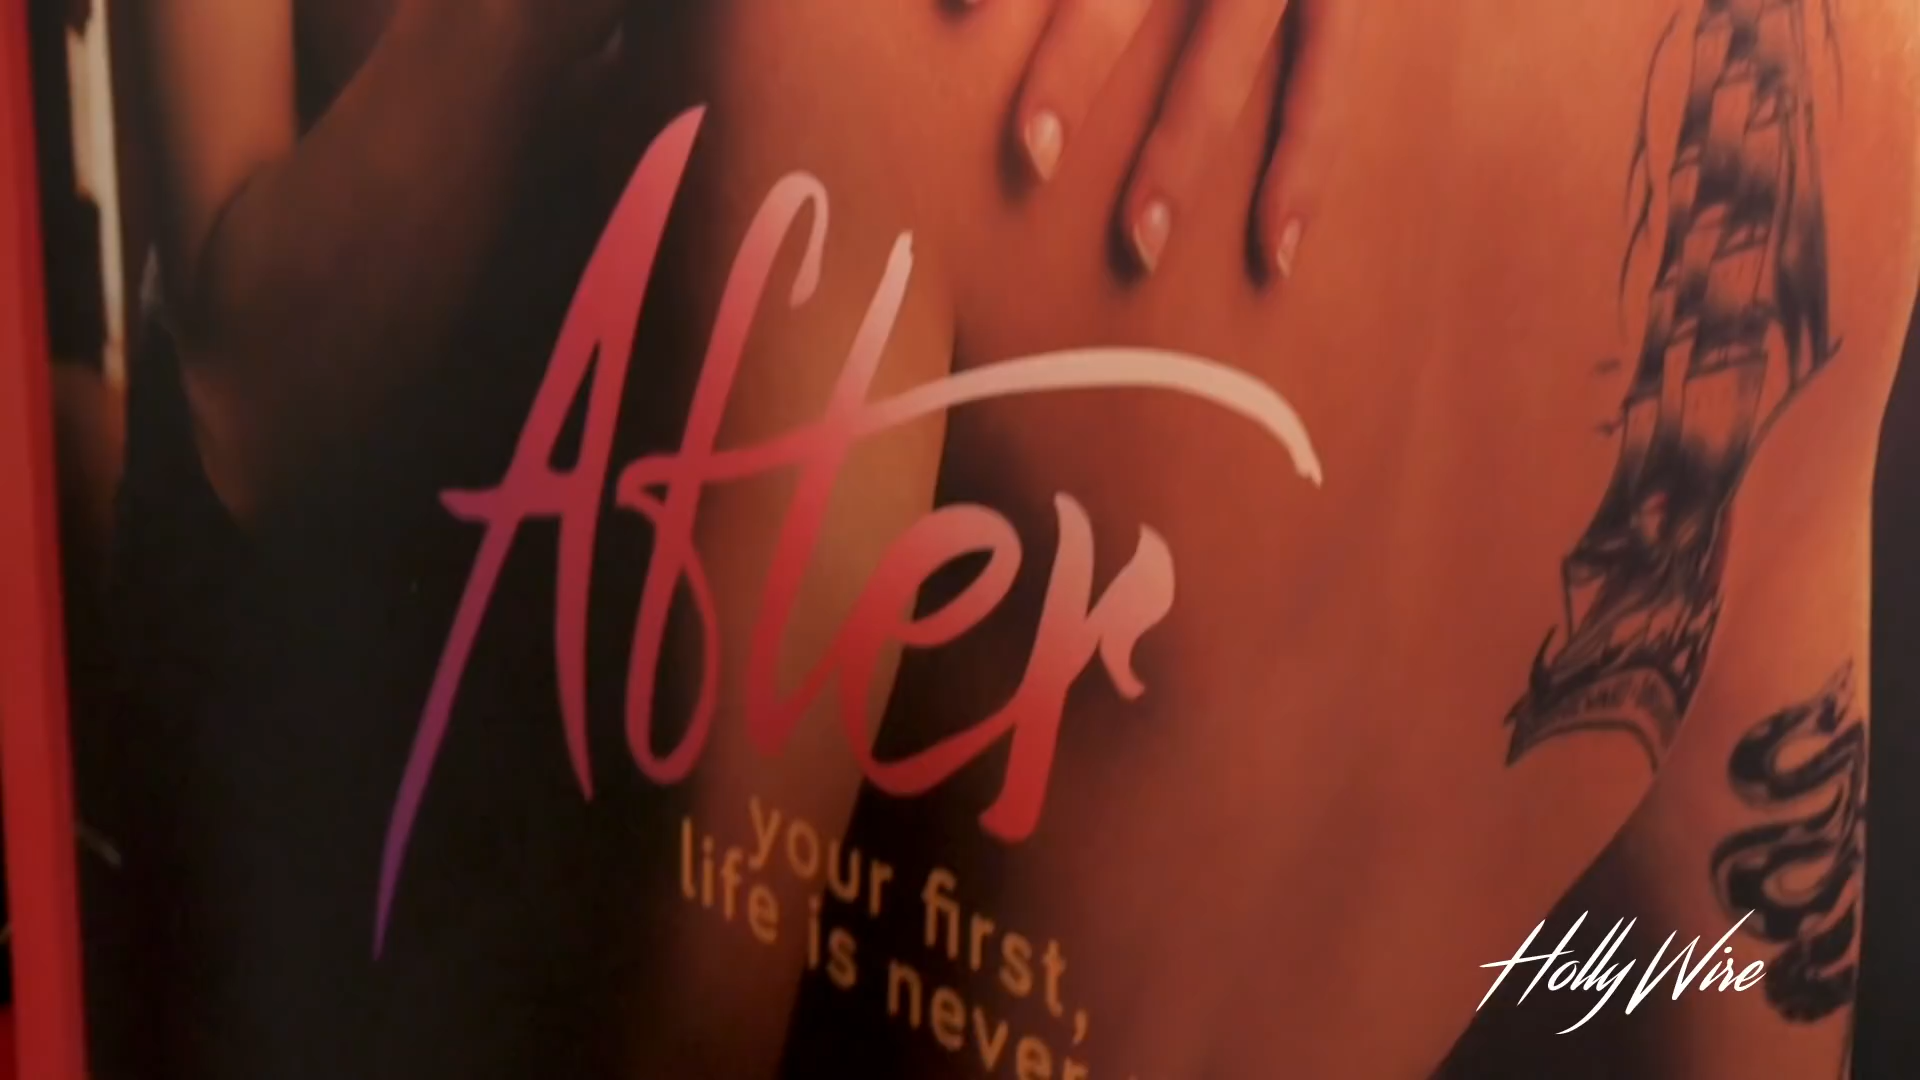 After
your first,
life is never
HollyWire